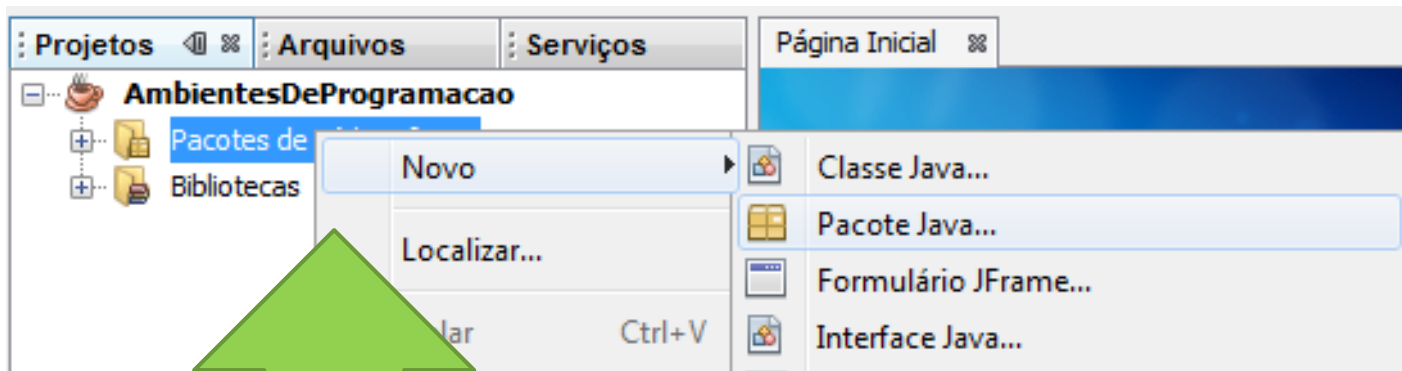 Projetos
Arquivos
Serviços
Página Inicial
AmbientesDeProgramacao
Pacotes de
Bibliotecas
Novo
Localizar...
Ctrl+V
Classe Java...
Pacote Java...
Formulário JFrame...
Interface Java...